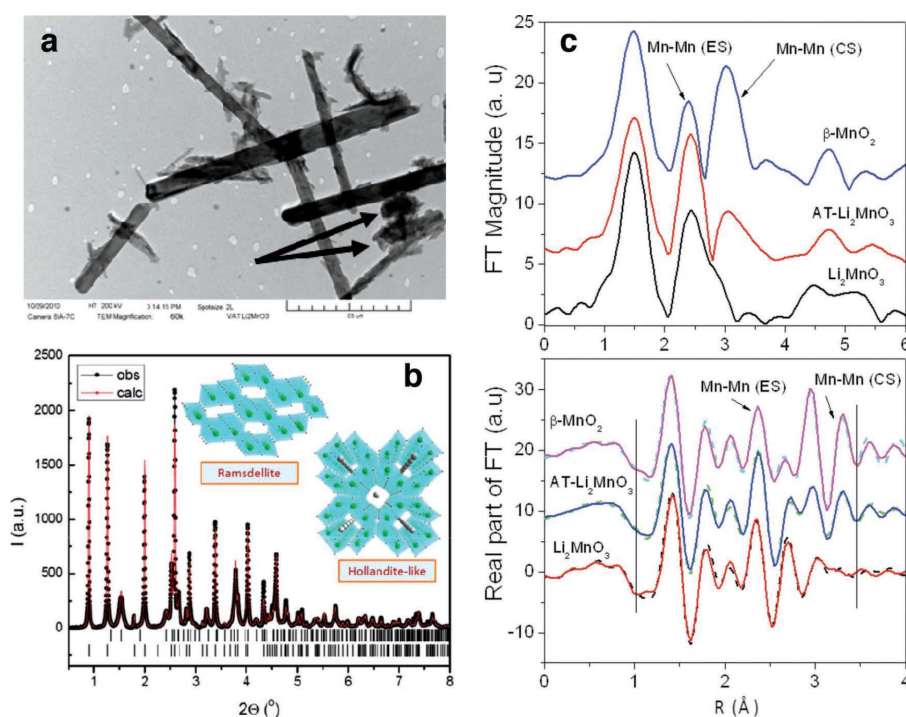 a
10/29/2010 HT: 200 kV 3:14:15 PM Spotsize 2L
Camera SIA-7C TEM Magnification: 60k
b
2500
2000
1500
1000
500
0
I (a.u.)
obs
calc
Ramsdellite
Hollandite-like
1 2 3 4 5 6 7 8
2Θ (°)
c
25
20
15
10
5
0
FT Magnitude (a. u)
Mn-Mn (ES)
Mn-Mn (CS)
β-MnO₂
AT-Li₂MnO₃
Li₂MnO₃
0 1 2 3 4 5 6
30
20
10
0
-10
Real part of FT (a.u)
Mn-Mn (ES)
Mn-Mn (CS)
β-MnO₂
AT-Li₂MnO₃
Li₂MnO₃
0 1 2 3 4
R (Å)